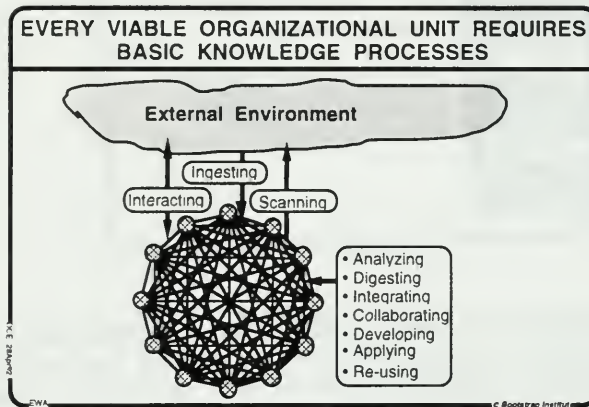 EVERY VIABLE ORGANIZATIONAL UNIT REQUIRES
BASIC KNOWLEDGE PROCESSES
External Environment
Ingesting
Interacting
Scanning
• Analyzing
• Digesting
• Integrating
• Collaborating
• Developing
• Applying
• Re-using
EWA
© Bootstrap Institute